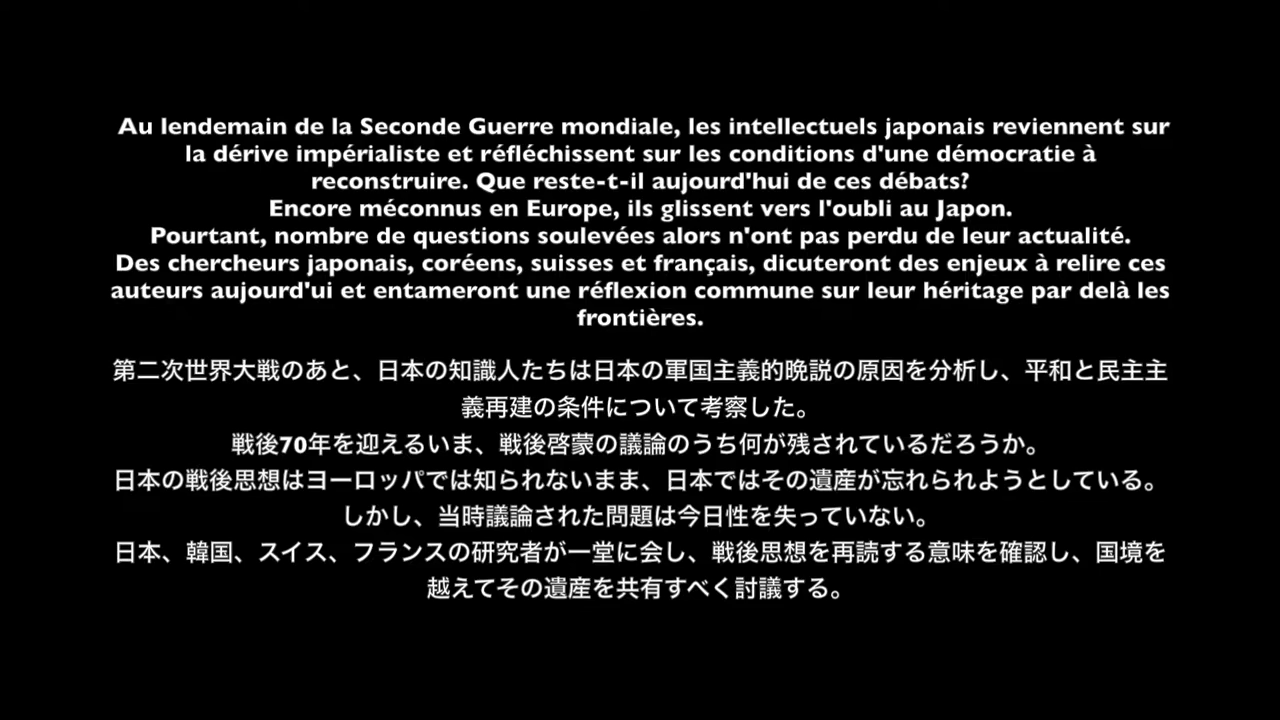 Au lendemain de la Seconde Guerre mondiale, les intellectuels japonais reviennent sur
la dérive impérialiste et réfléchissent sur les conditions d'une démocratie à
reconstruire. Que reste-t-il aujourd'hui de ces débats?
Encore méconnus en Europe, ils glissent vers l'oubli au Japon.
Pourtant, nombre de questions soulevées alors n'ont pas perdu de leur actualité.
Des chercheurs japonais, coréens, suisses et français, dicuteront des enjeux à relire ces
auteurs aujourd'ui et entameront une réflexion commune sur leur héritage par delà les
frontières.
第二次世界大戦のあと、日本の知識人たちは日本の軍国主義的晩説の原因を分析し、平和と民主主
義再建の条件について考察した。
戦後70年を迎えるいま、戦後啓蒙の議論のうち何が残されているだろうか。
日本の戦後思想はヨーロッパでは知られないまま、日本ではその遺産が忘れられようとしている。
しかし、当時議論された問題は今日性を失っていない。
日本、韓国、スイス、フランスの研究者が一堂に会し、戦後思想を再読する意味を確認し、国境を
越えてその遺産を共有すべく討議する。